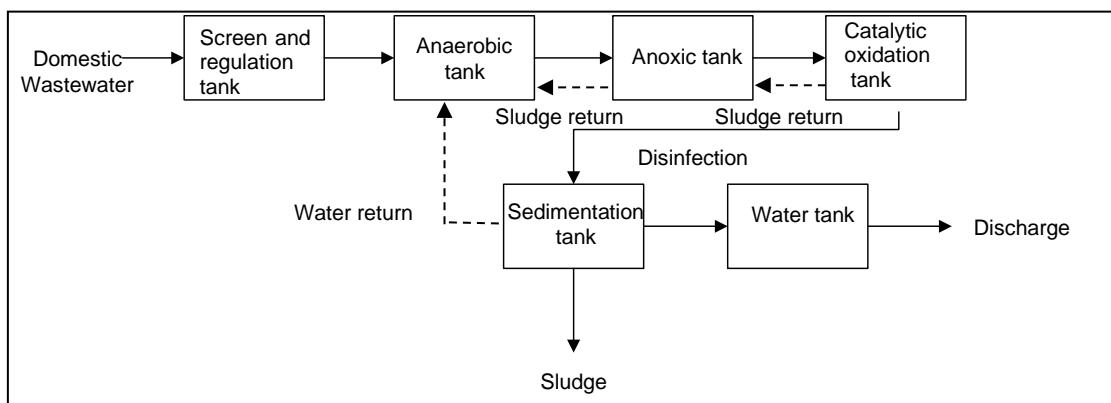 Domestic
Wastewater
Screen and
regulation
tank
Anaerobic
tank
Anoxic tank
Catalytic
oxidation
tank
Sludge return
Sludge return
Disinfection
Water return
Sedimentation
tank
Water tank
Discharge
Sludge